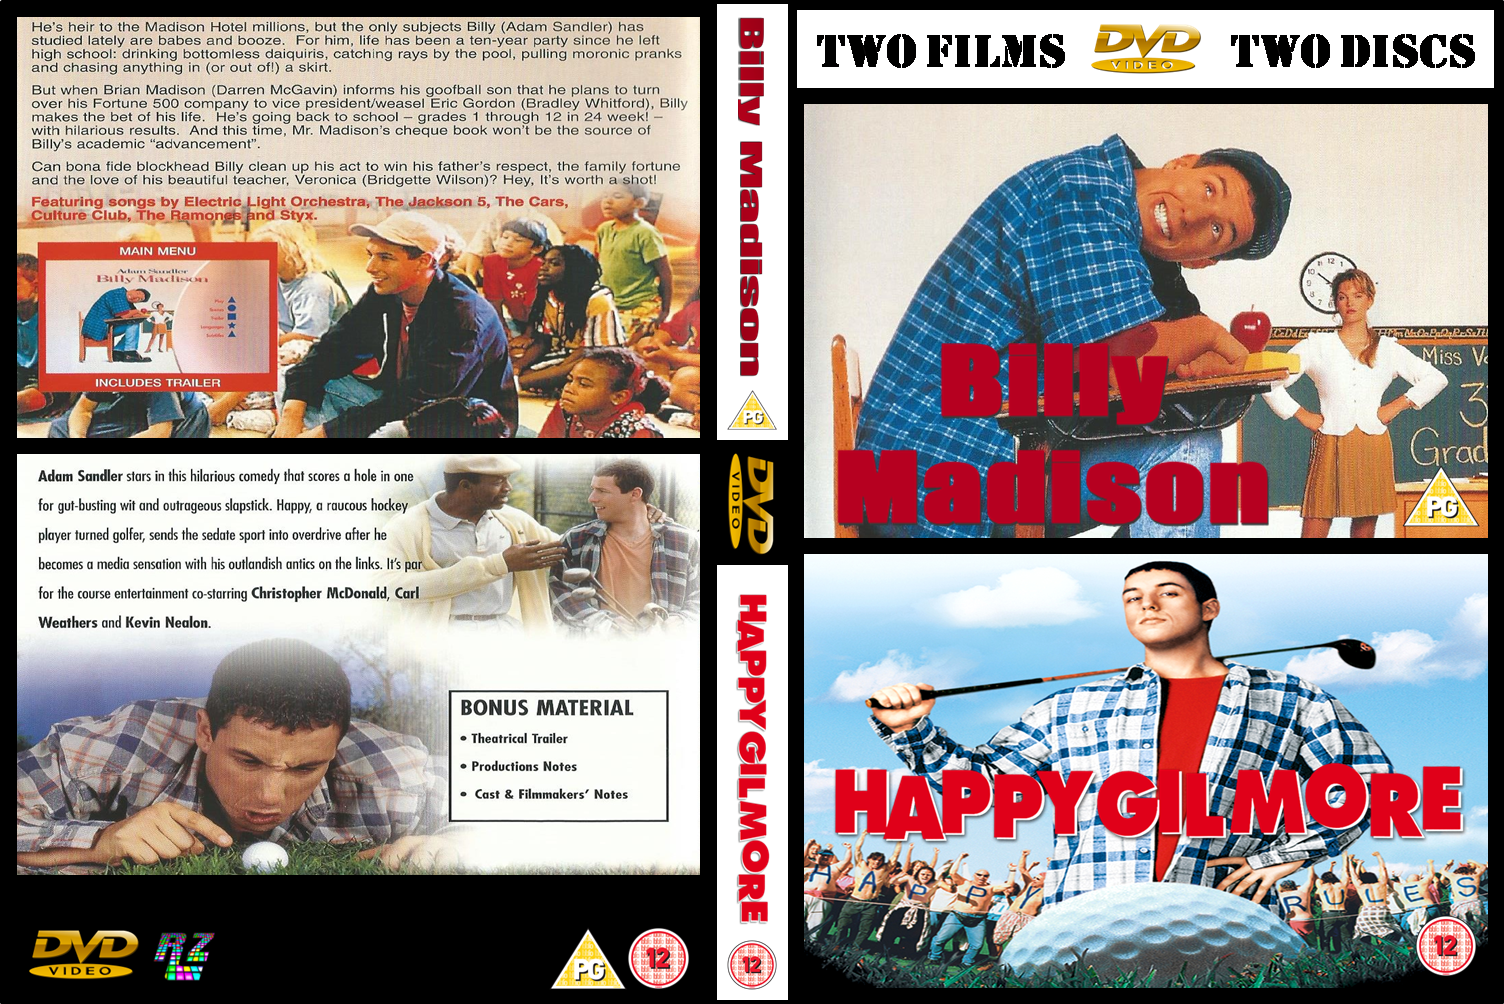 He's heir to the Madison Hotel millions, but the only subjects Billy (Adam Sandler) has
studied lately are babes and booze.  For him, life has been a ten-year party since he left
high school: drinking bottomless daiquiris, catching rays by the pool, pulling moronic pranks
and chasing anything in (or out of!) a skirt.
But when Brian Madison (Darren McGavin) informs his goofball son that he plans to turn
over his Fortune 500 company to vice president/weasel Eric Gordon (Bradley Whitford), Billy
makes the bet of his life.  He's going back to school – grades 1 through 12 in 24 week! –
with hilarious results.  And this time, Mr. Madison's cheque book won't be the source of
Billy's academic “advancement”.
Can bona fide blockhead Billy clean up his act to win his father's respect, the family fortune
and the love of his beautiful teacher, Veronica (Bridgette Wilson)? Hey, It's worth a shot!
Featuring songs by Electric Light Orchestra, The Jackson 5, The Cars,
Culture Club, The Ramones and Styx.
MAIN MENU
Adam Sandler
Billy Madison
INCLUDES TRAILER
Adam Sandler stars in this hilarious comedy that scores a hole in one
for gut-busting wit and outrageous slapstick. Happy, a raucous hockey
player turned golfer, sends the sedate sport into overdrive after he
becomes a media sensation with his outlandish antics on the links. It's par
for the course entertainment co-starring Christopher McDonald, Carl
Weathers and Kevin Nealon.
BONUS MATERIAL
• Theatrical Trailer
• Productions Notes
• Cast & Filmmakers' Notes
DVD
VIDEO
RZ
PG
12
Billy Madison
PG
DVD
VIDEO
HAPPY GILMORE
12
TWO FILMS
DVD
VIDEO
TWO DISCS
Miss V
3
Grad
Billy
Madison
PG
HAPPY GILMORE
HAPPY RULES
12